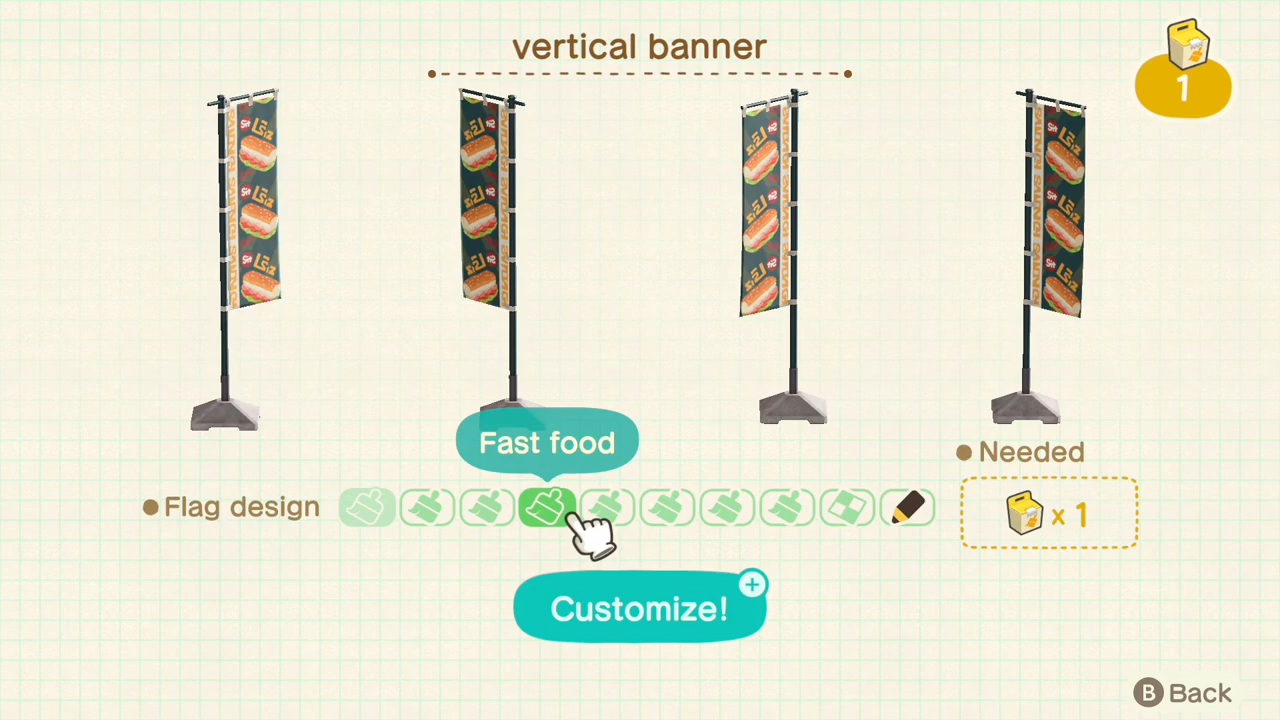 vertical banner
1
Fast food
Needed
Flag design
x 1
Customize!
B Back